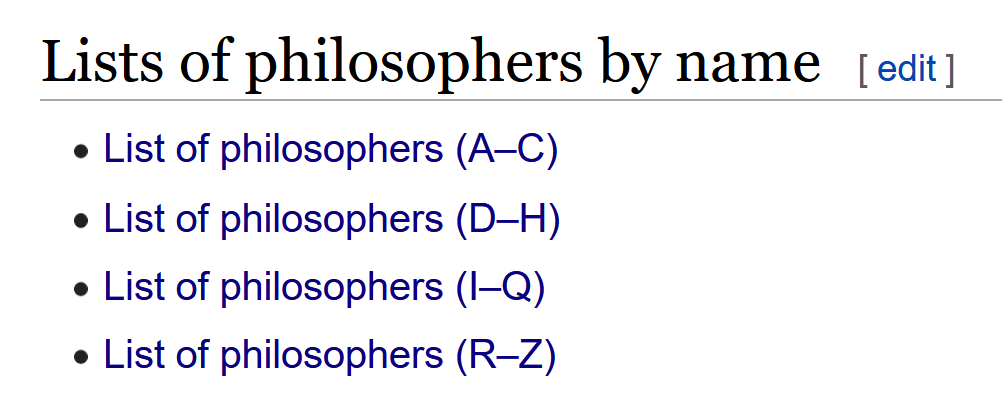 Lists of philosophers by name [ edit ]
List of philosophers (A–C)
List of philosophers (D–H)
List of philosophers (I–Q)
List of philosophers (R–Z)